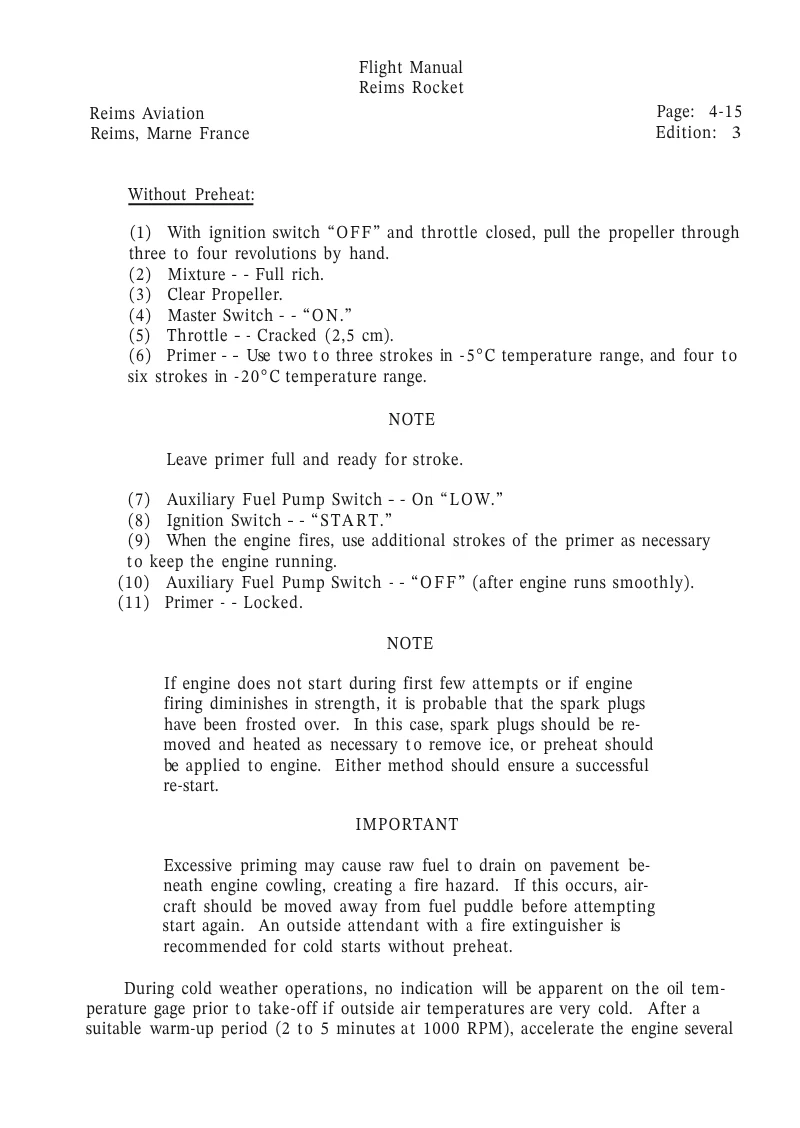 Flight Manual
Reims Rocket
Reims Aviation
Reims, Marne France
Page: 4-15
Edition: 3
Without Preheat:
(1) With ignition switch “OFF” and throttle closed, pull the propeller through
three to four revolutions by hand.
(2) Mixture - - Full rich.
(3) Clear Propeller.
(4) Master Switch - - “ON.”
(5) Throttle - - Cracked (2,5 cm).
(6) Primer - - Use two to three strokes in -5°C temperature range, and four to
six strokes in -20°C temperature range.
NOTE
Leave primer full and ready for stroke.
(7) Auxiliary Fuel Pump Switch - - On “LOW.”
(8) Ignition Switch - - “START.”
(9) When the engine fires, use additional strokes of the primer as necessary
to keep the engine running.
(10) Auxiliary Fuel Pump Switch - - “OFF” (after engine runs smoothly).
(11) Primer - - Locked.
NOTE
If engine does not start during first few attempts or if engine
firing diminishes in strength, it is probable that the spark plugs
have been frosted over. In this case, spark plugs should be re-
moved and heated as necessary to remove ice, or preheat should
be applied to engine. Either method should ensure a successful
re-start.
IMPORTANT
Excessive priming may cause raw fuel to drain on pavement be-
neath engine cowling, creating a fire hazard. If this occurs, air-
craft should be moved away from fuel puddle before attempting
start again. An outside attendant with a fire extinguisher is
recommended for cold starts without preheat.
During cold weather operations, no indication will be apparent on the oil tem-
perature gage prior to take-off if outside air temperatures are very cold. After a
suitable warm-up period (2 to 5 minutes at 1000 RPM), accelerate the engine several